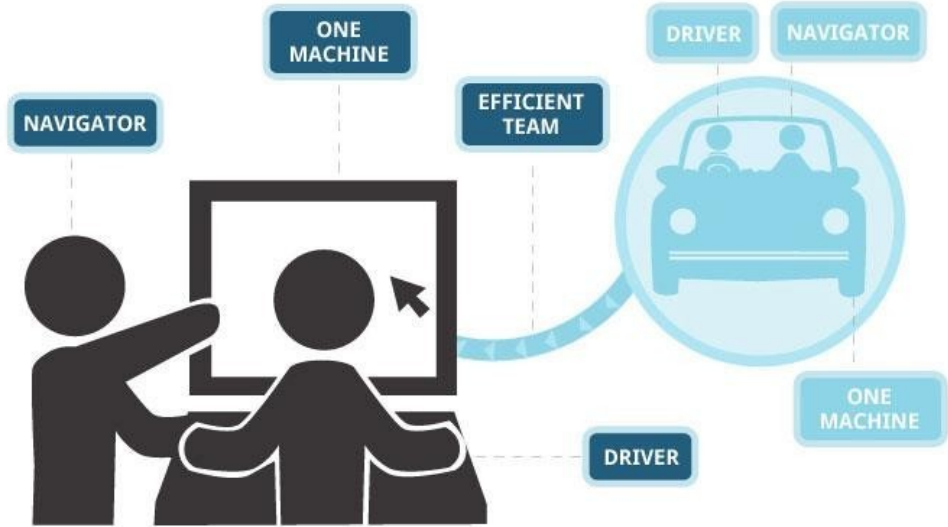 ONE
MACHINE
DRIVER
NAVIGATOR
EFFICIENT
TEAM
NAVIGATOR
ONE
MACHINE
DRIVER